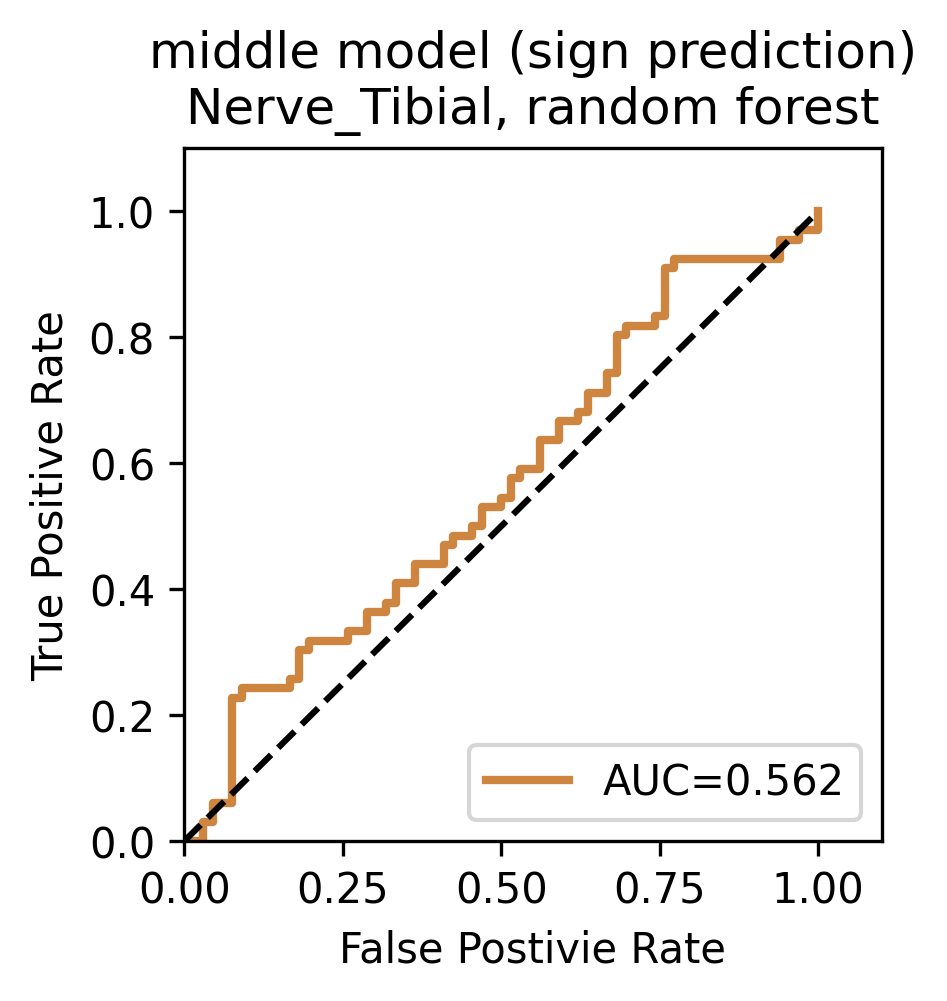 middle model (sign prediction)
Nerve_Tibial, random forest
True Positive Rate
1.0
0.8
0.6
0.4
0.2
0.0
AUC=0.562
0.00 0.25 0.50 0.75 1.00
False Postivie Rate